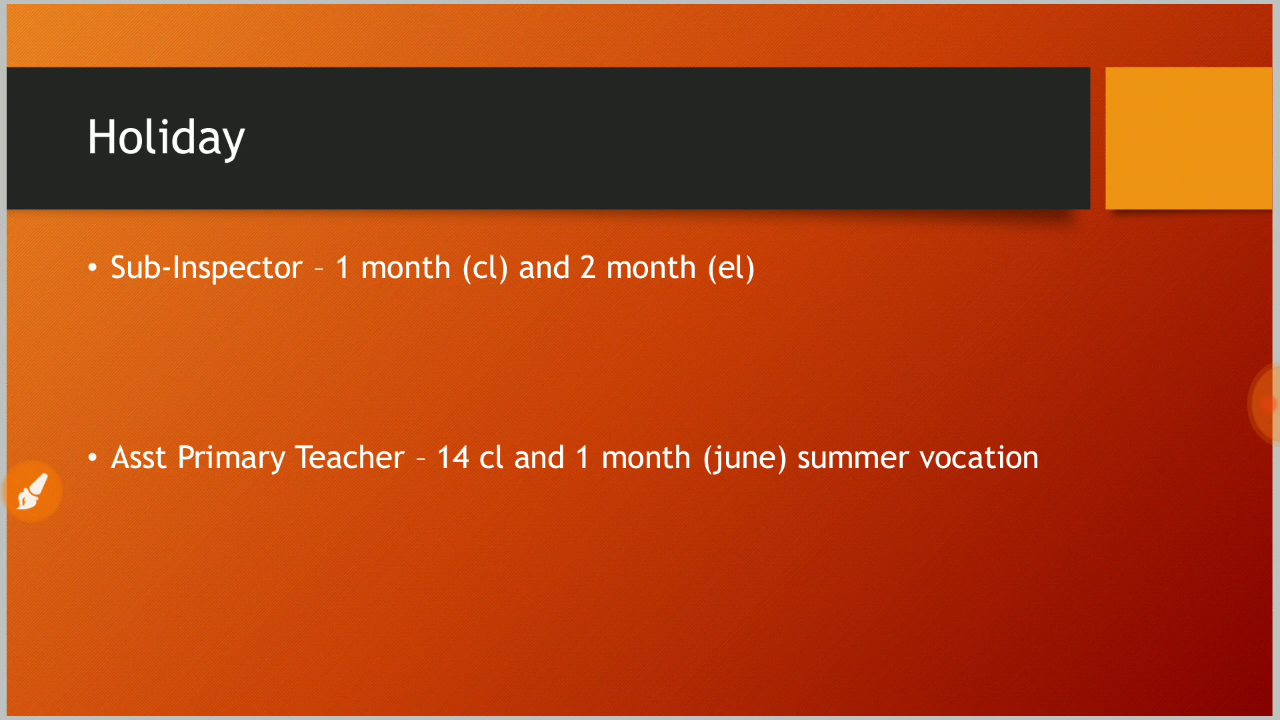 Holiday
• Sub-Inspector – 1 month (cl) and 2 month (el)
• Asst Primary Teacher – 14 cl and 1 month (june) summer vocation